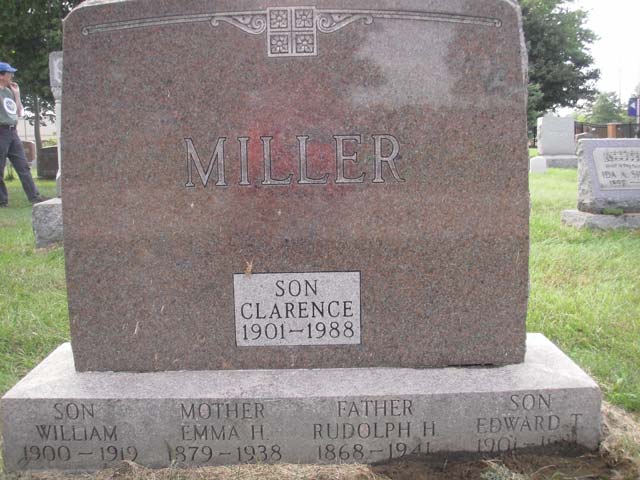 MILLER
SON
CLARENCE
1901-1988
SON
WILLIAM
1900-1919
MOTHER
EMMA H
1879-1938
FATHER
RUDOLPH H.
1868-1941
SON
EDWARD T
IDA A.